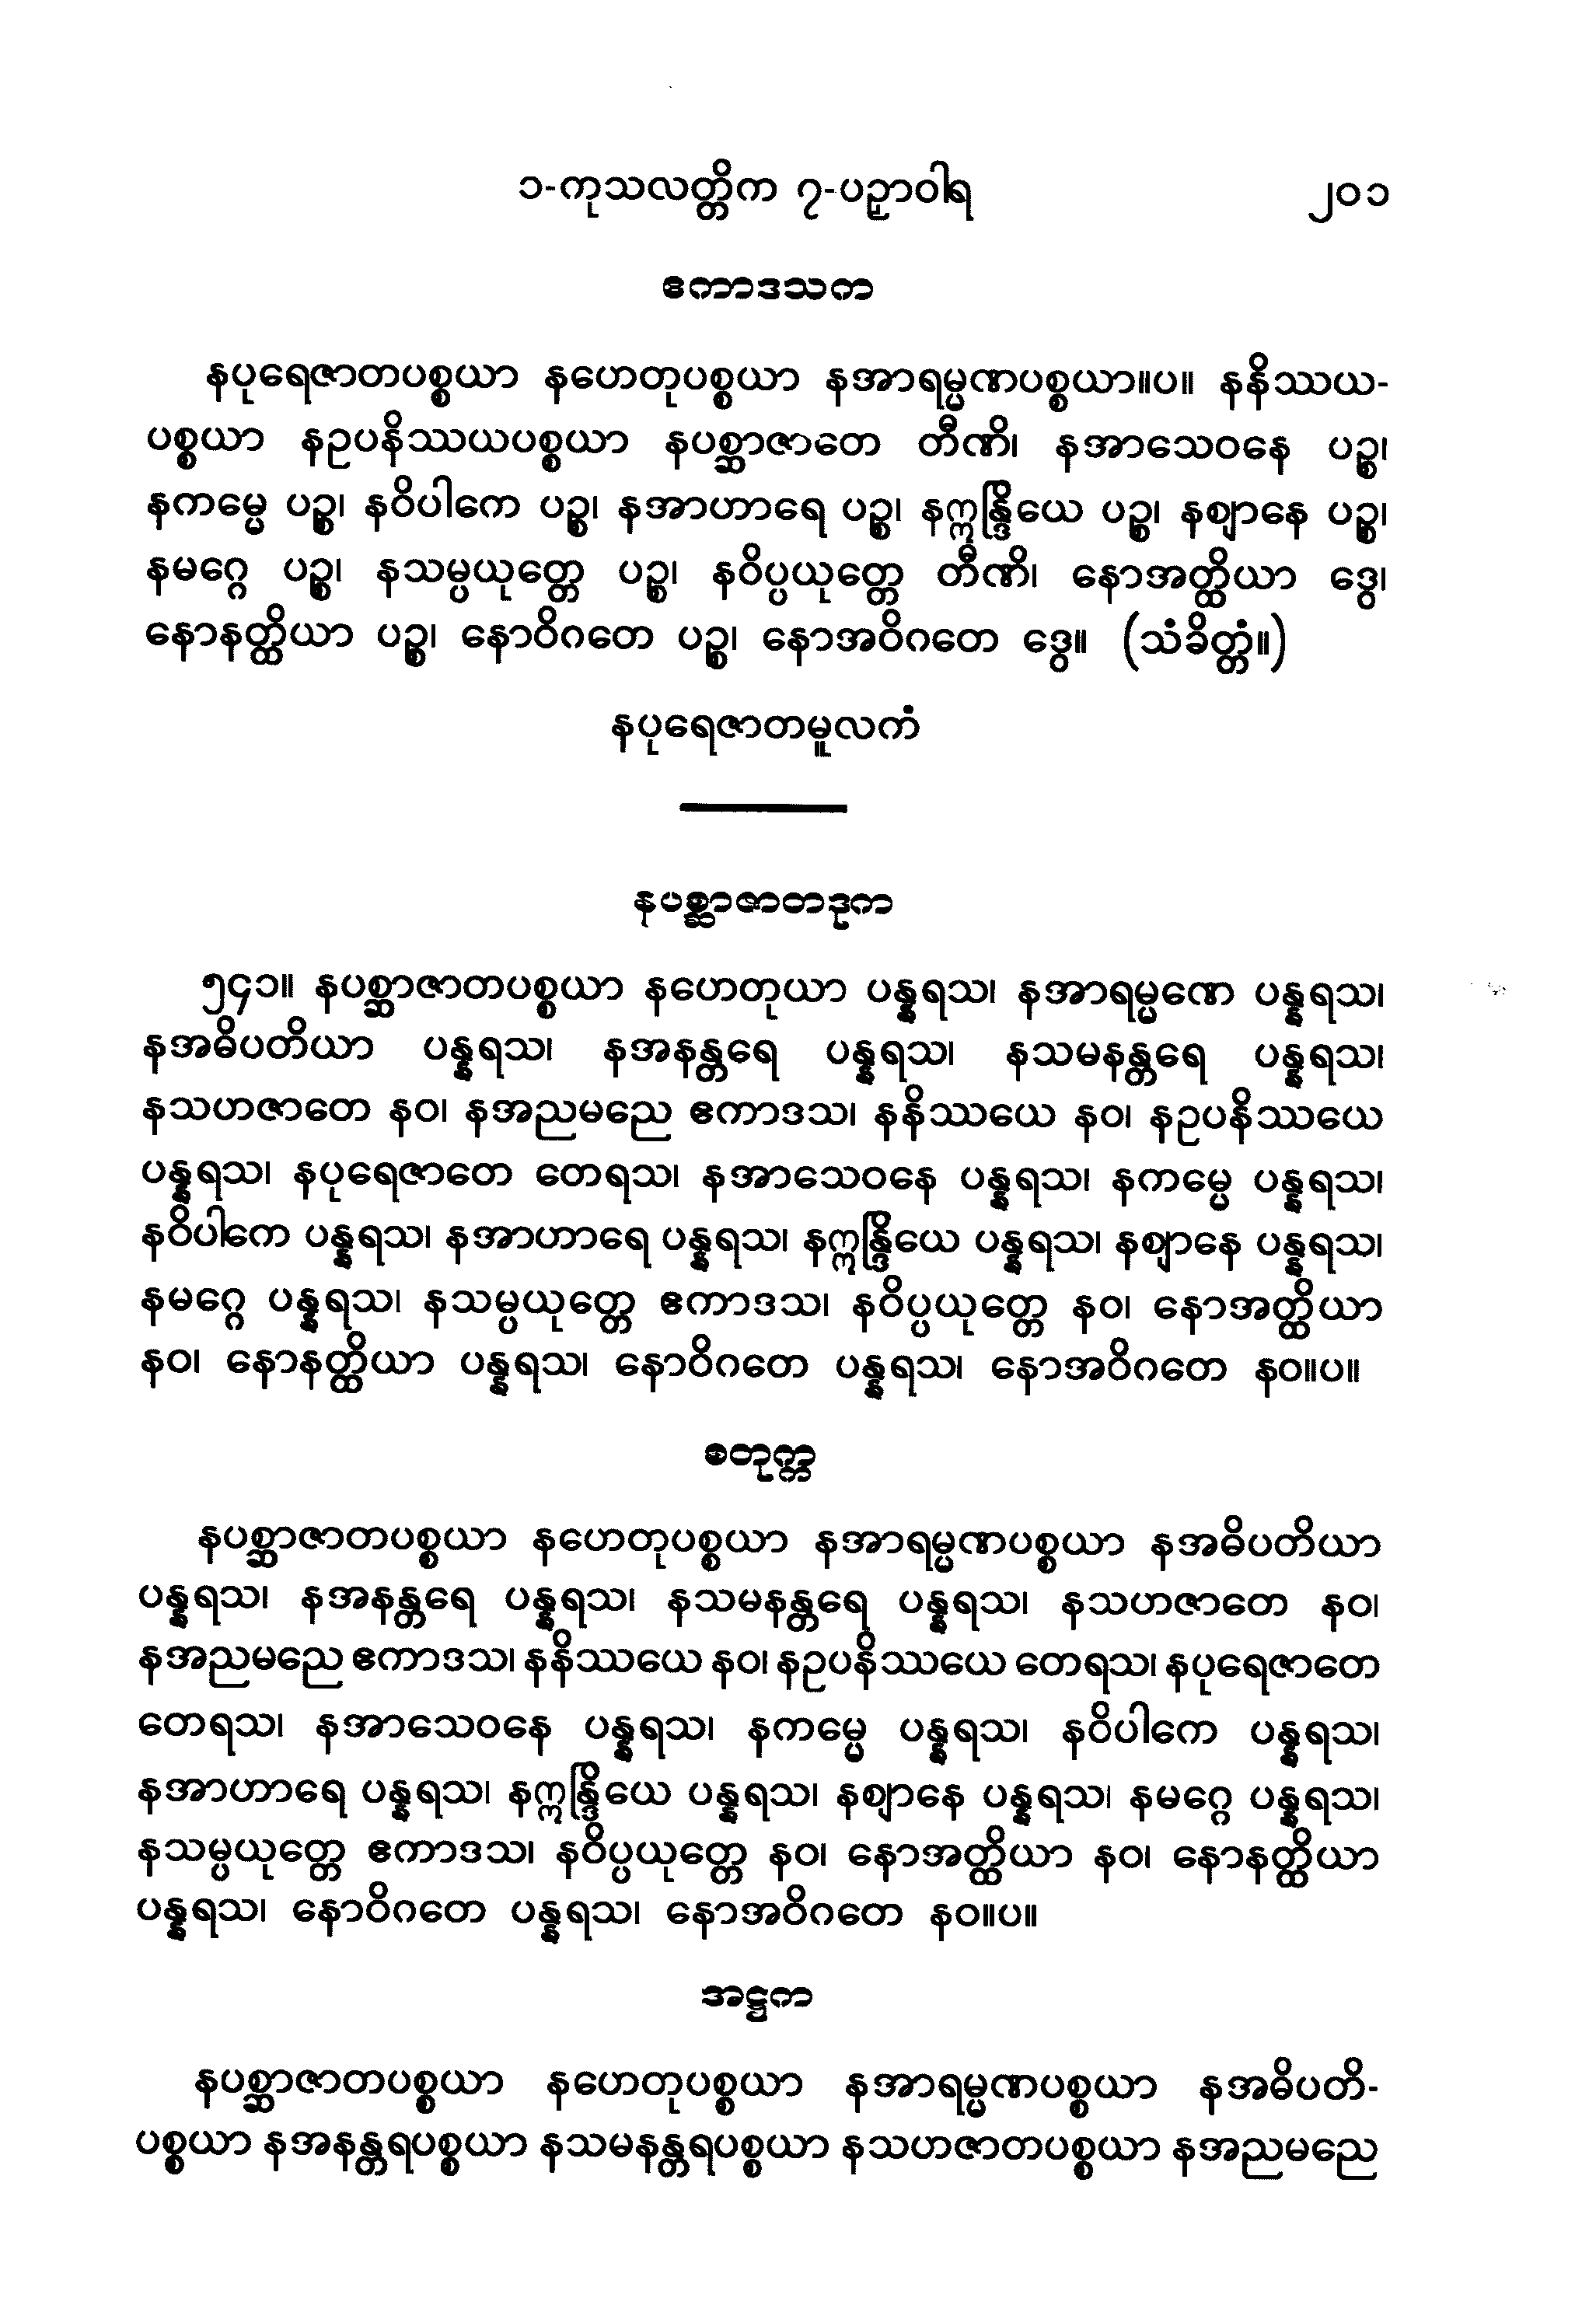 ၁-ကုသလတ္တိက ၇-ပဉှာဝါရ ၂၀၁
ဧကာဒသက
နပုရေဇာတပစ္စယာ နဟေတုပစ္စယာ နအာရမ္မဏပစ္စယာ။ပ။ နနိဿယ-
ပစ္စယာ နဥပနိဿယပစ္စယာ နပစ္ဆာဇာတေ တီဏိ၊ နအာသေဝနေ ပဉ္စ၊
နကမ္မေ ပဉ္စ၊ နဝိပါကေ ပဉ္စ၊ နအာဟာရေ ပဉ္စ၊ နဣန္ဒြိယေ ပဉ္စ၊ နဈာနေ ပဉ္စ၊
နမဂ္ဂေ ပဉ္စ၊ နသမ္ပယုတ္တေ ပဉ္စ၊ နဝိပ္ပယုတ္တေ တီဏိ၊ နောအတ္ထိယာ ဒွေ၊
နောနတ္ထိယာ ပဉ္စ၊ နောဝိဂတေ ပဉ္စ၊ နောအဝိဂတေ ဒွေ။ (သံခိတ္တံ။)
နပုရေဇာတမူလကံ
နပစ္ဆာဇာတဒုက
၅၄၁။ နပစ္ဆာဇာတပစ္စယာ နဟေတုယာ ပန္နရသ၊ နအာရမ္မဏေ ပန္နရသ၊
နအဓိပတိယာ ပန္နရသ၊ နအနန္တရေ ပန္နရသ၊ နသမနန္တရေ ပန္နရသ၊
နသဟဇာတေ နဝ၊ နအညမညေ ဧကာဒသ၊ နနိဿယေ နဝ၊ နဥပနိဿယေ
ပန္နရသ၊ နပုရေဇာတေ တေရသ၊ နအာသေဝနေ ပန္နရသ၊ နကမ္မေ ပန္နရသ၊
နဝိပါကေ ပန္နရသ၊ နအာဟာရေ ပန္နရသ၊ နဣန္ဒြိယေ ပန္နရသ၊ နဈာနေ ပန္နရသ၊
နမဂ္ဂေ ပန္နရသ၊ နသမ္ပယုတ္တေ ဧကာဒသ၊ နဝိပ္ပယုတ္တေ နဝ၊ နောအတ္ထိယာ
နဝ၊ နောနတ္ထိယာ ပန္နရသ၊ နောဝိဂတေ ပန္နရသ၊ နောအဝိဂတေ နဝ။ပ။
စတုက္က
နပစ္ဆာဇာတပစ္စယာ နဟေတုပစ္စယာ နအာရမ္မဏပစ္စယာ နအဓိပတိယာ
ပန္နရသ၊ နအနန္တရေ ပန္နရသ၊ နသမနန္တရေ ပန္နရသ၊ နသဟဇာတေ နဝ၊
နအညမညေ ဧကာဒသ၊ နနိဿယေ နဝ၊ နဥပနိဿယေ တေရသ၊ နပုရေဇာတေ
တေရသ၊ နအာသေဝနေ ပန္နရသ၊ နကမ္မေ ပန္နရသ၊ နဝိပါကေ ပန္နရသ၊
နအာဟာရေ ပန္နရသ၊ နဣန္ဒြိယေ ပန္နရသ၊ နဈာနေ ပန္နရသ၊ နမဂ္ဂေ ပန္နရသ၊
နသမ္ပယုတ္တေ ဧကာဒသ၊ နဝိပ္ပယုတ္တေ နဝ၊ နောအတ္ထိယာ နဝ၊ နောနတ္ထိယာ
ပန္နရသ၊ နောဝိဂတေ ပန္နရသ၊ နောအဝိဂတေ နဝ။ပ။
အဋ္ဌက
နပစ္ဆာဇာတပစ္စယာ နဟေတုပစ္စယာ နအာရမ္မဏပစ္စယာ နအဓိပတိ-
ပစ္စယာ နအနန္တရပစ္စယာ နသမနန္တရပစ္စယာ နသဟဇာတပစ္စယာ နအညမညေ